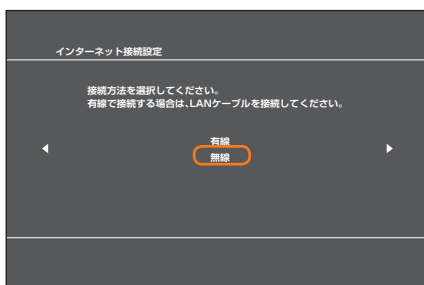 インターネット接続設定
接続方法を選択してください。
有線で接続する場合は、LANケーブルを接続してください。
有線
無線